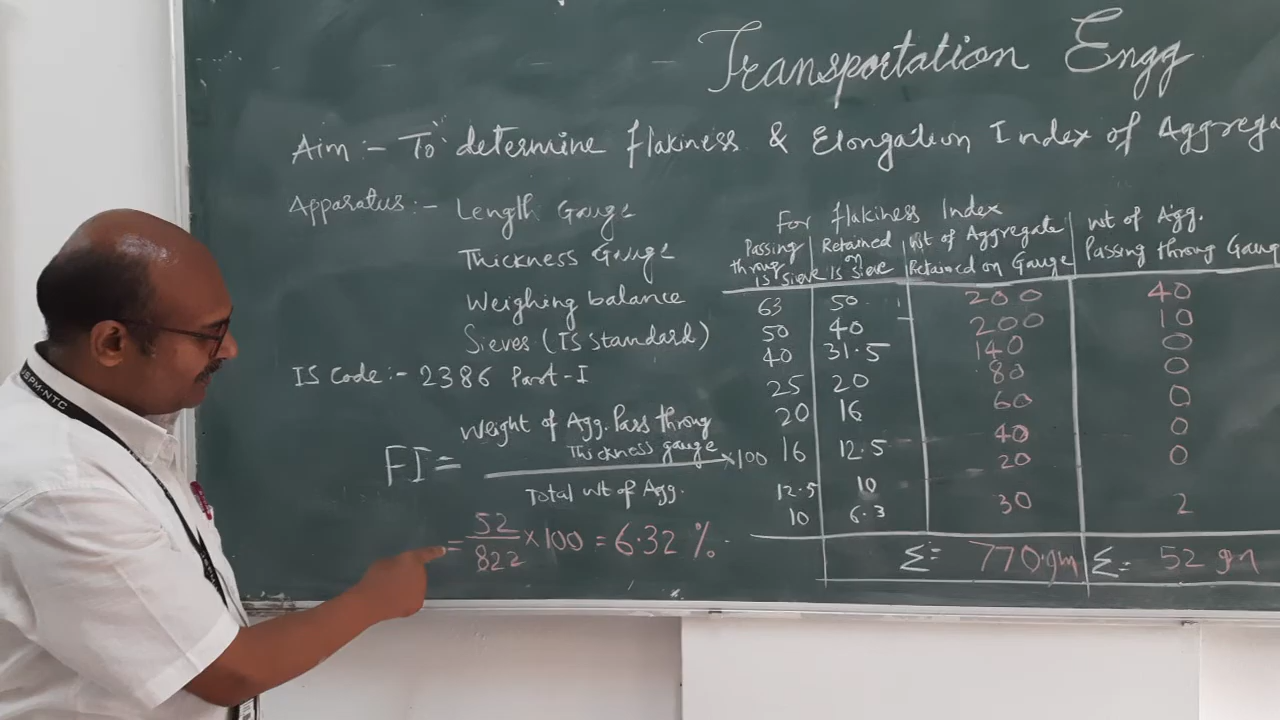 Transportation Engg
Aim :- To determine flakiness & Elongation Index of Aggrega
Apparatus :- Length Gauge
Thickness Gauge
Weighing balance
Sieves (IS standard)
IS Code :- 2386 Part-I
FI = Weight of Agg. Pass throug
Thickness gauge
×100
Total wt of Agg.
= 52/822 ×100 = 6.32 %.
For flakiness Index
Passing throug IS Sieve | Retained on IS Sieve | Wt of Aggregate Retained on Gauge | wt of Agg. Passing throug Gauge
63 | 50 | 200 | 40
50 | 40 | 200 | 10
40 | 31.5 | 140 | 0
25 | 20 | 80 | 0
20 | 16 | 60 | 0
16 | 12.5 | 40 | 0
12.5 | 10 | 20 | 0
10 | 6.3 | 30 | 2
Σ = 770 gm | Σ = 52 gm
SPM-NTC